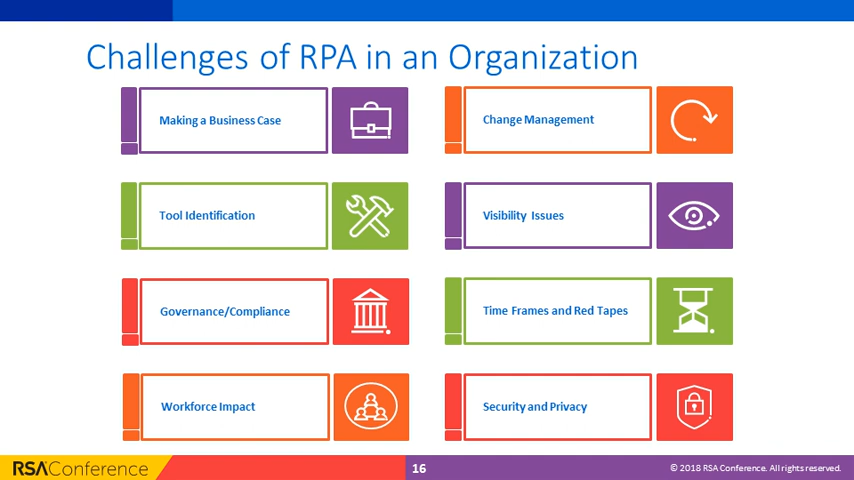 Challenges of RPA in an Organization
Making a Business Case
Change Management
Tool Identification
Visibility Issues
Governance/Compliance
Time Frames and Red Tapes
Workforce Impact
Security and Privacy
RSAConference
16
© 2018 RSA Conference. All rights reserved.